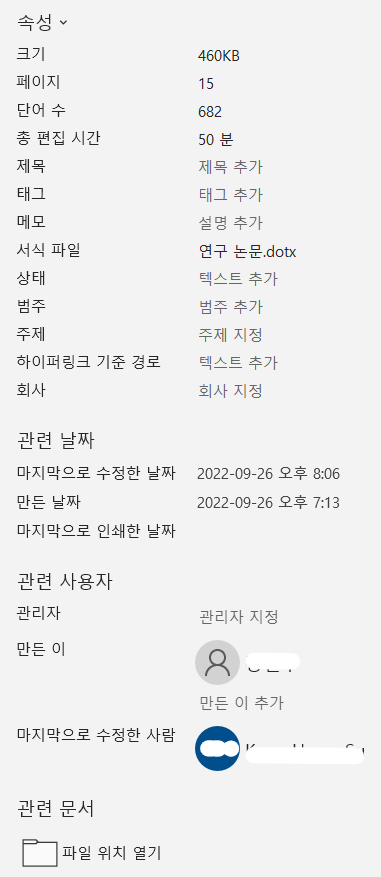 속성
크기 460KB
페이지 15
단어 수 682
총 편집 시간 50 분
제목 제목 추가
태그 태그 추가
메모 설명 추가
서식 파일 연구 논문.dotx
상태 텍스트 추가
범주 범주 추가
주제 주제 지정
하이퍼링크 기준 경로 텍스트 추가
회사 회사 지정
관련 날짜
마지막으로 수정한 날짜 2022-09-26 오후 8:06
만든 날짜 2022-09-26 오후 7:13
마지막으로 인쇄한 날짜
관련 사용자
관리자 관리자 지정
만든 이
만든 이 추가
마지막으로 수정한 사람
관련 문서
파일 위치 열기